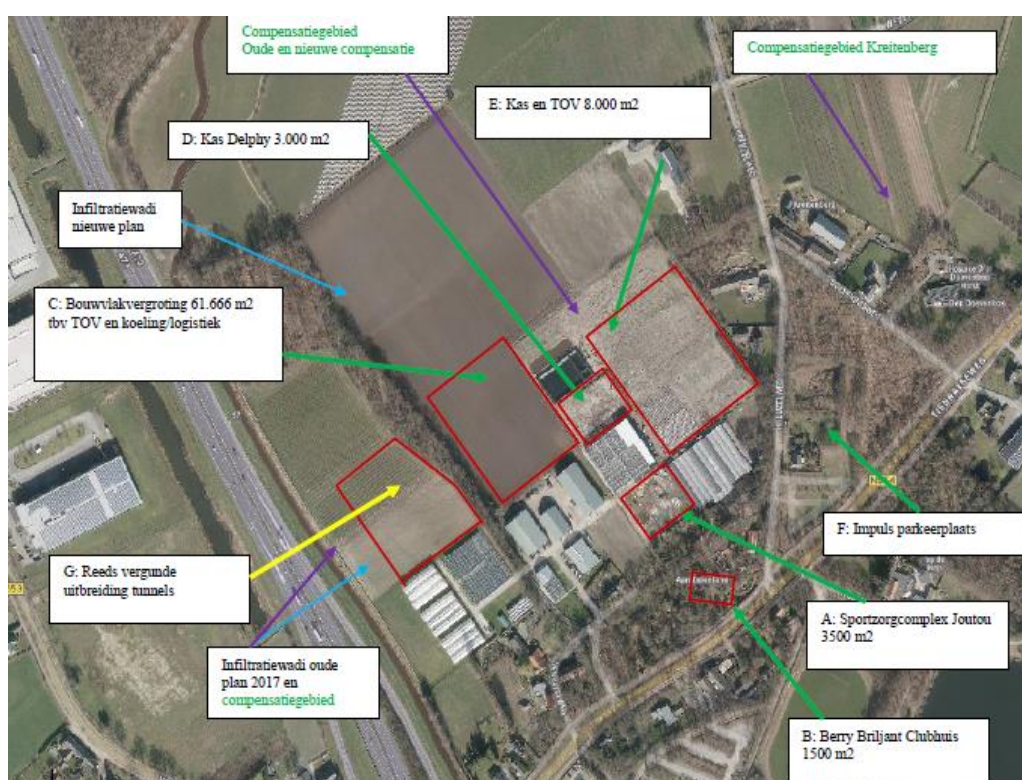 Compensatiegebied
Oude en nieuwe compensatie
Compensatiegebied Kreitenberg
E: Kas en TOV 8.000 m2
D: Kas Delphy 3.000 m2
Infiltratiewadi
nieuwe plan
C: Bouwvlakvergroting 61.666 m2
tbv TOV en koeling/logistiek
F: Impuls parkeerplaats
G: Reeds vergunde
uitbreiding tunnels
A: Sportzorgcomplex Joutou
3500 m2
Infiltratiewadi oude
plan 2017 en
compensatiegebied
B: Berry Briljant Clubhuis
1500 m2